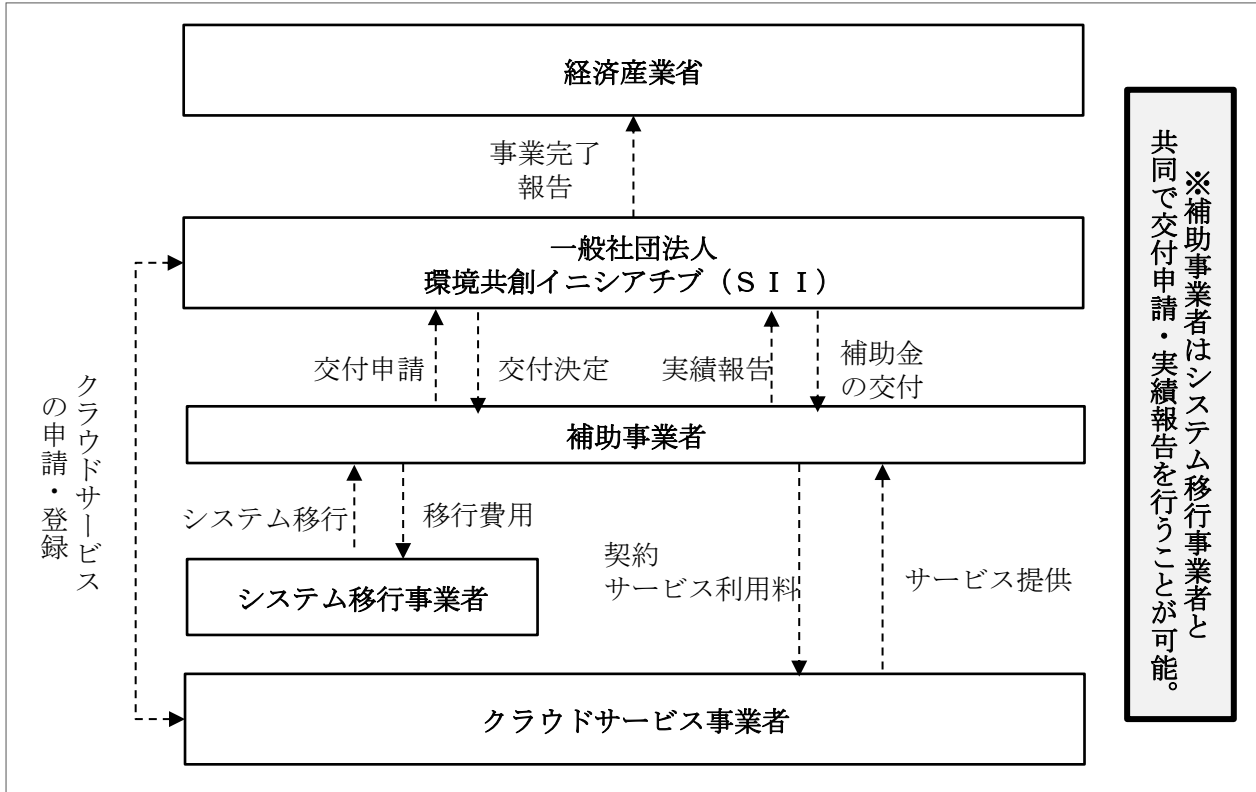 経済産業省
事業完了
報告
一般社団法人
環境共創イニシアチブ（ＳＩＩ）
交付申請
交付決定
実績報告
補助金
の交付
補助事業者
システム移行
移行費用
契約
サービス利用料
サービス提供
システム移行事業者
クラウドサービス事業者
クラウドサービス
の申請・登録
※補助事業者はシステム移行事業者と
共同で交付申請・実績報告を行うことが可能。